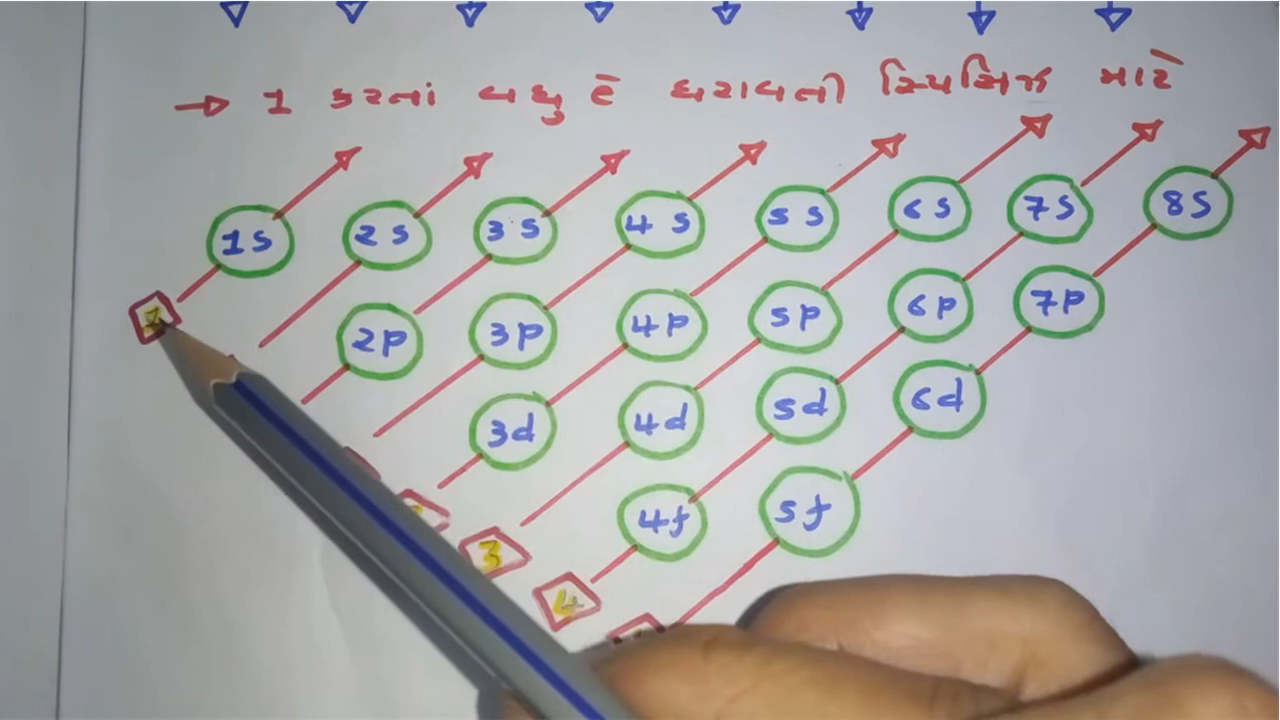 → 1 કરતાં વધુ e ધરાવતી સિસ્ટમ માટે
1s 2s 3s 4s 5s 6s 7s 8s
2p 3p 4p 5p 6p 7p
3d 4d 5d 6d
4f 5f
1
3
4